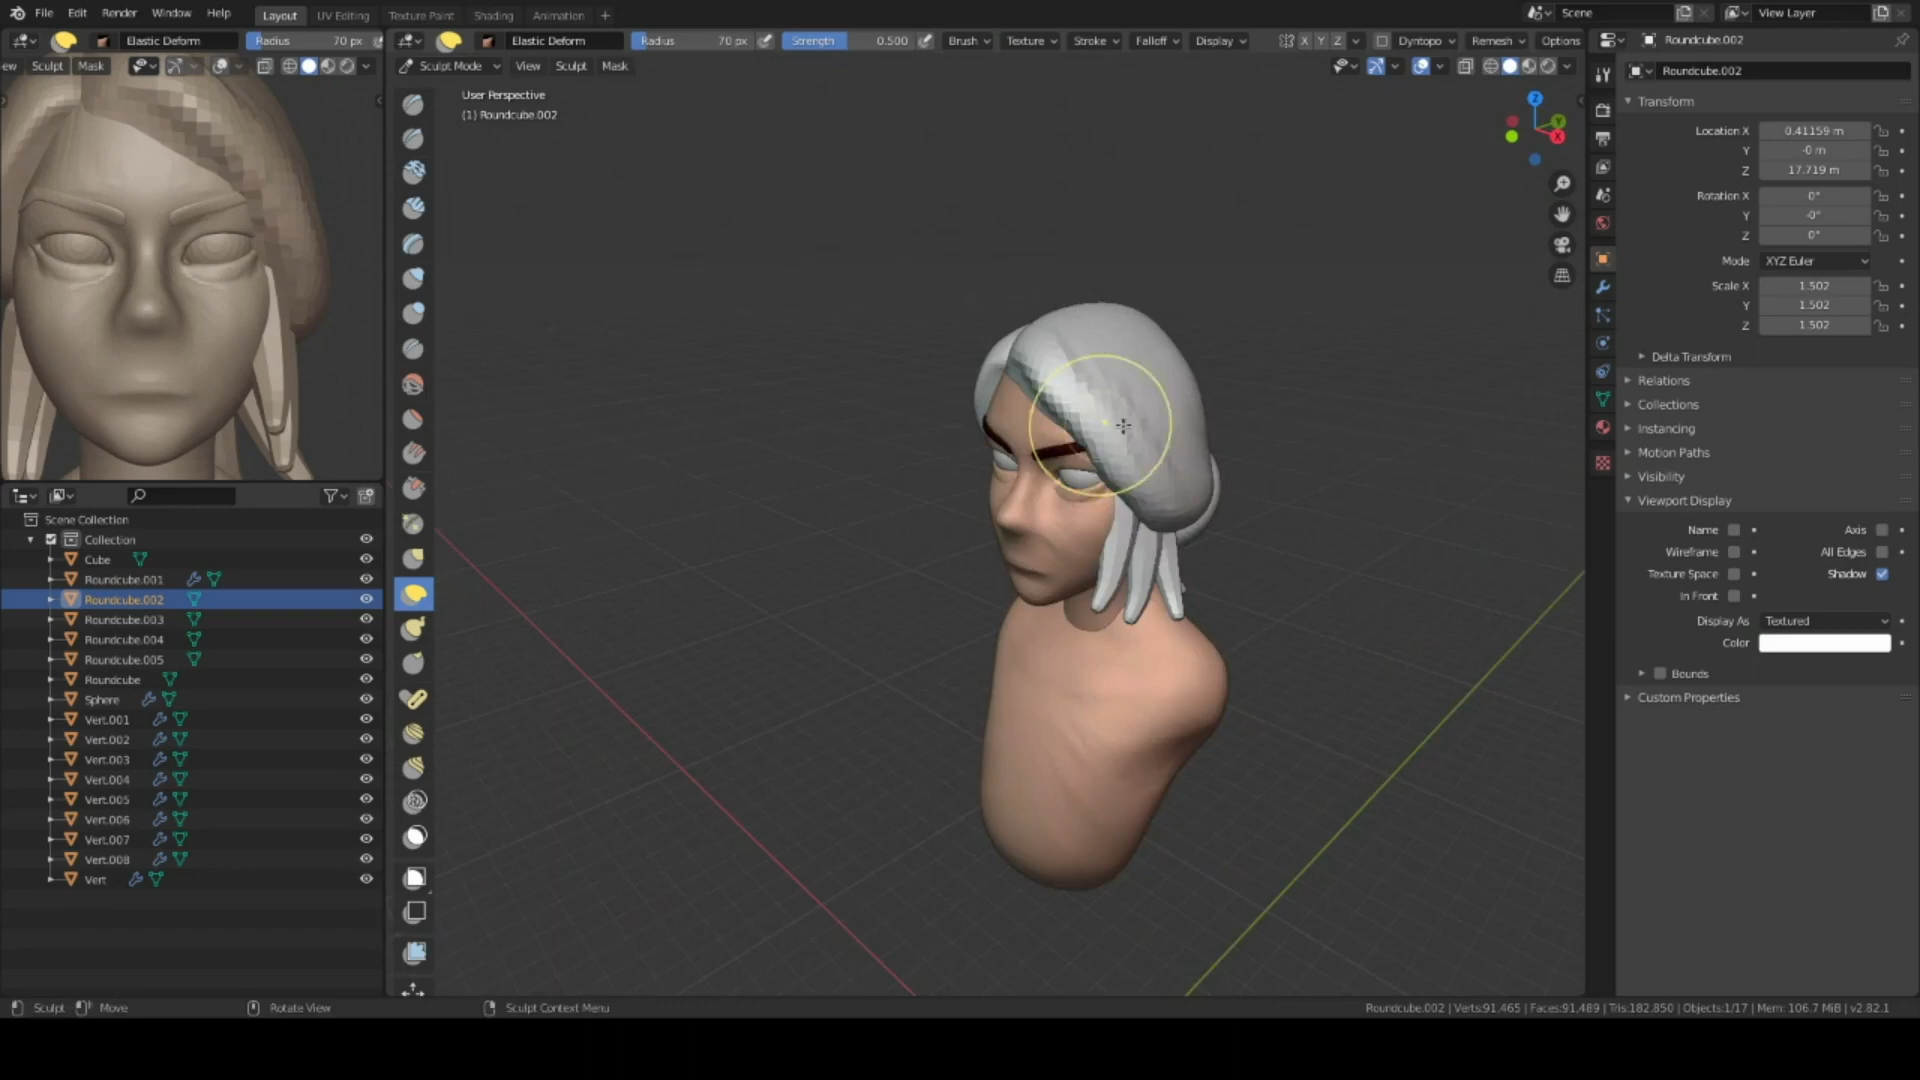 File Edit Render Window Help Layout UV Editing Texture Paint Shading Animation + Scene View Layer
Elastic Deform Radius 70 px Elastic Deform Radius 70 px Strength 0.500 Brush Texture Stroke Falloff Display X Y Z Dyntopo Remesh Options Roundcube.002
ew Sculpt Mask Sculpt Mode View Sculpt Mask Roundcube.002
User Perspective
(1) Roundcube.002
Z
Y
X
Transform
Location X 0.41159 m
Y -0 m
Z 17.719 m
Rotation X 0°
Y -0°
Z 0°
Mode XYZ Euler
Scale X 1.502
Y 1.502
Z 1.502
Delta Transform
Relations
Collections
Instancing
Motion Paths
Visibility
Viewport Display
Name Axis
Wireframe All Edges
Texture Space Shadow
In Front
Display As Textured
Color
Bounds
Custom Properties
Scene Collection
Collection
Cube
Roundcube.001
Roundcube.002
Roundcube.003
Roundcube.004
Roundcube.005
Roundcube
Sphere
Vert.001
Vert.002
Vert.003
Vert.004
Vert.005
Vert.006
Vert.007
Vert.008
Vert
Sculpt Move Rotate View Sculpt Context Menu Roundcube.002 | Verts:91,465 | Faces:91,489 | Tris:182,850 | Objects:1/17 | Mem: 106.7 MiB | v2.82.1